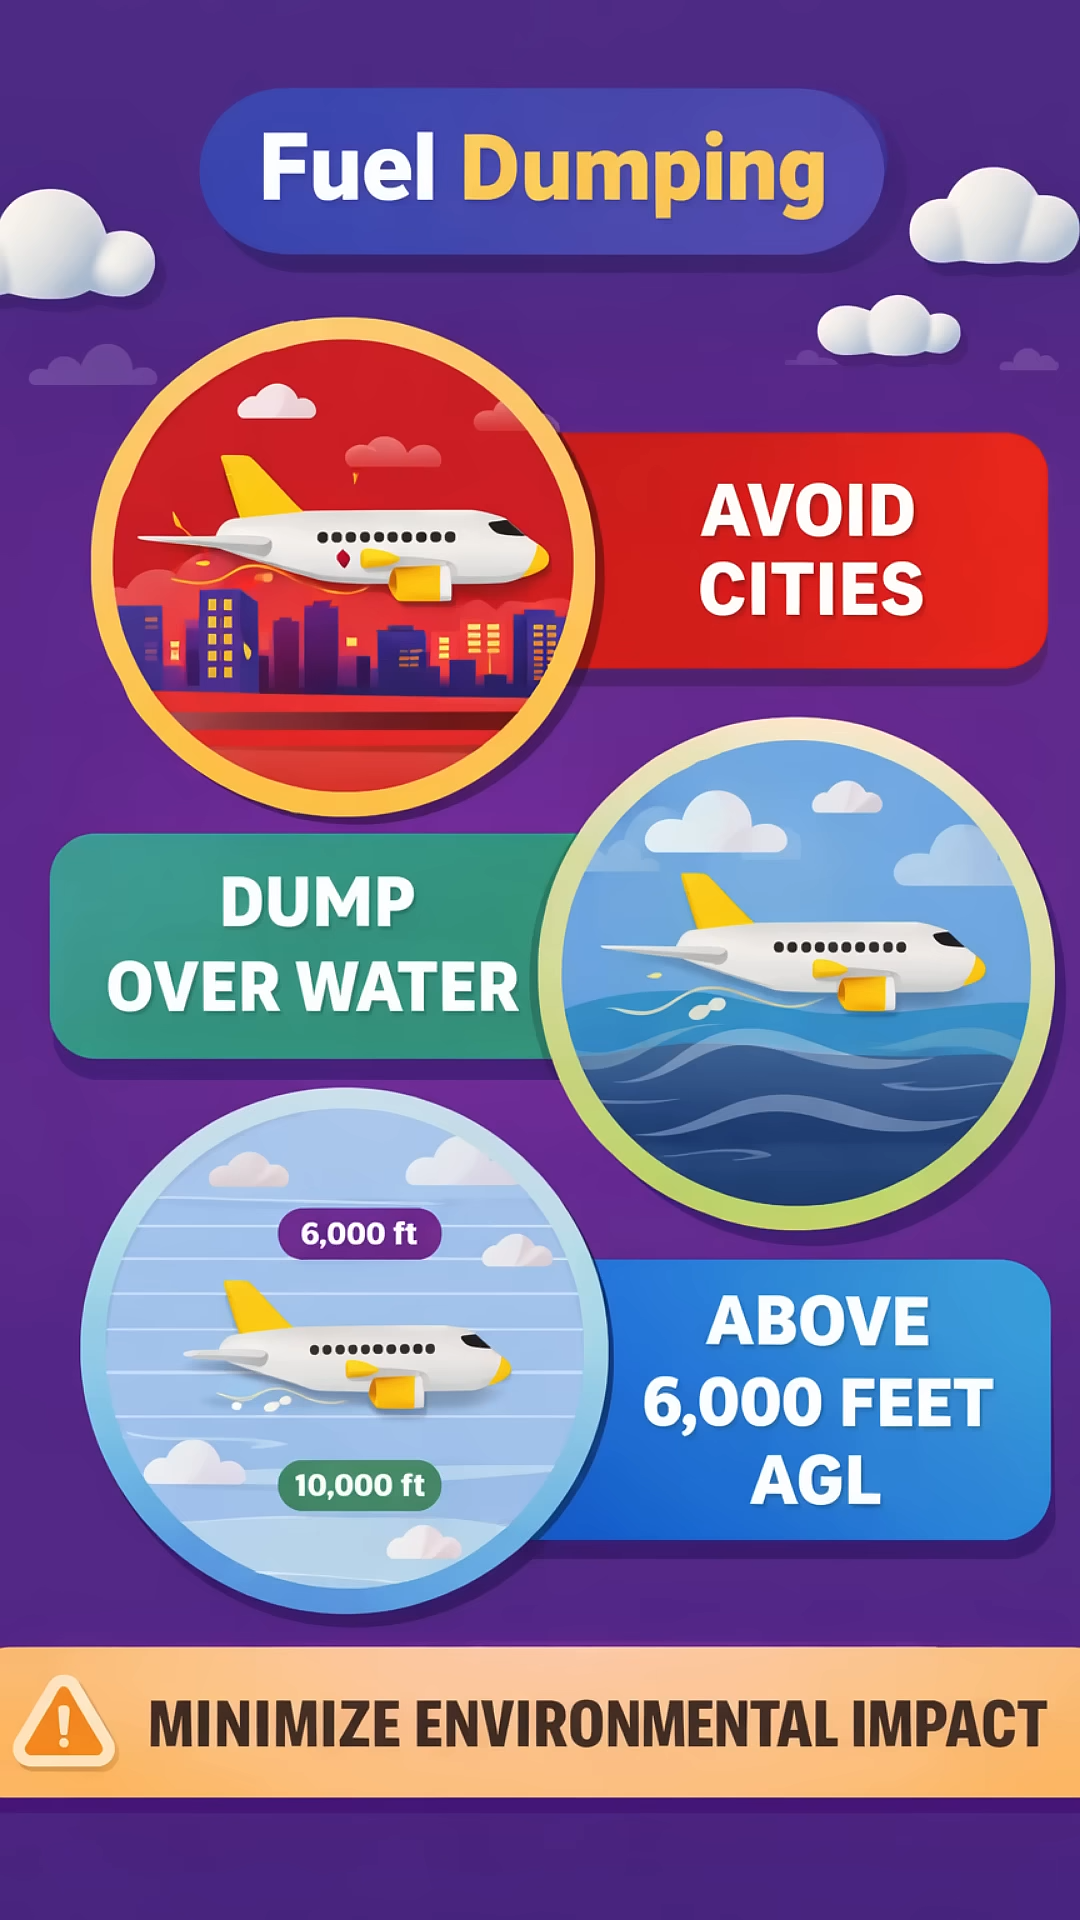 Fuel Dumping
AVOID
CITIES
DUMP
OVER WATER
6,000 ft
10,000 ft
ABOVE
6,000 FEET
AGL
MINIMIZE ENVIRONMENTAL IMPACT